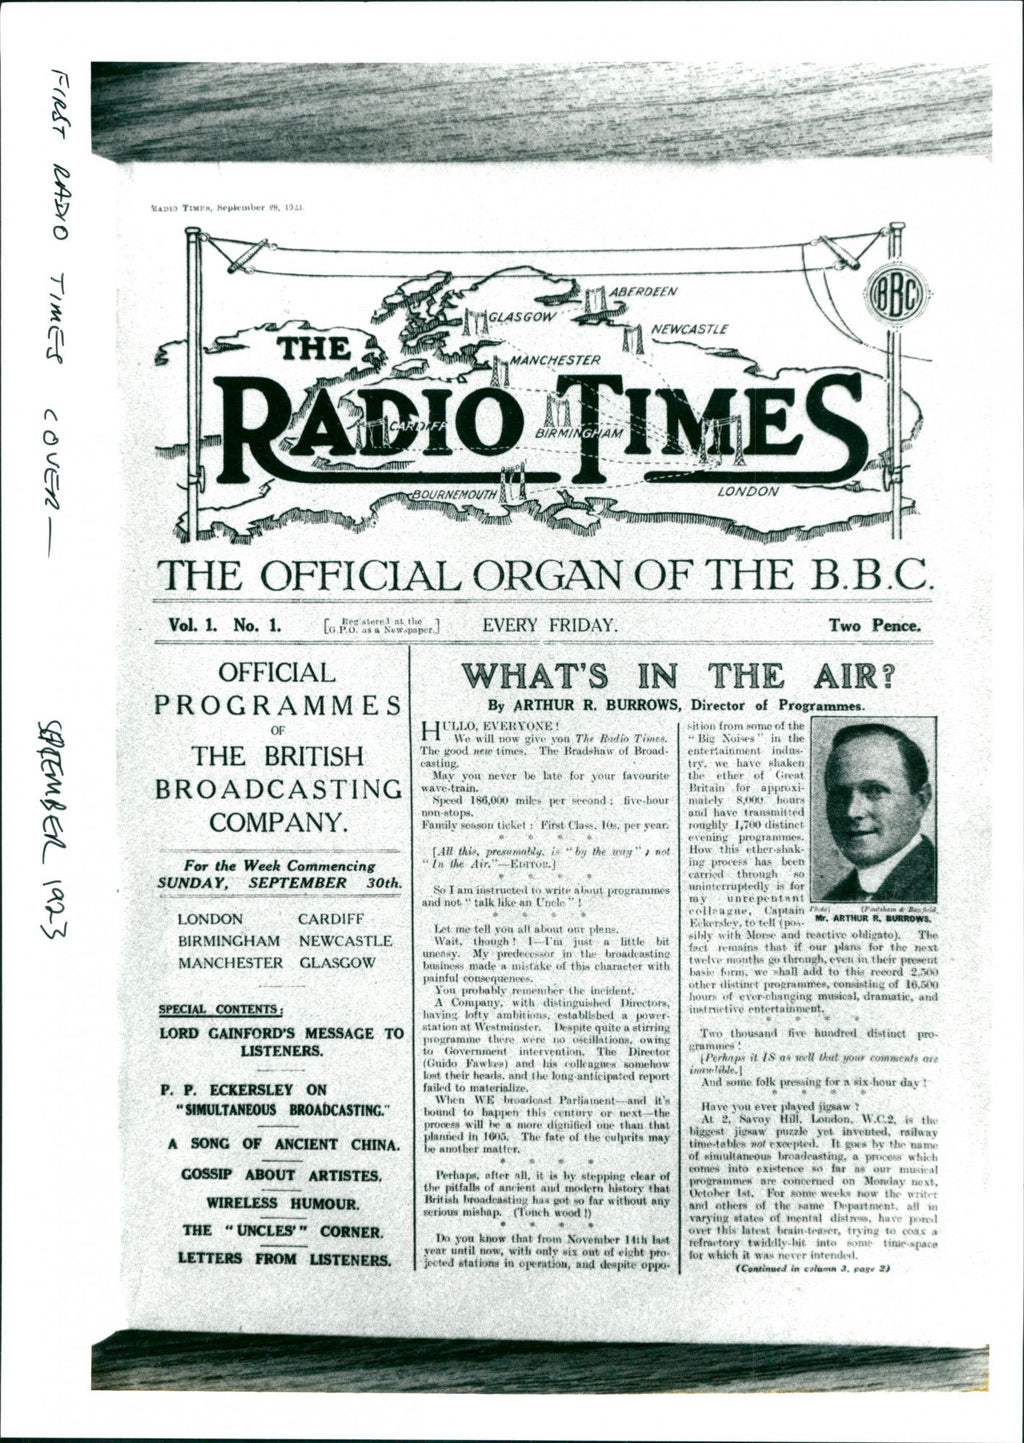 FIRST RADIO TIMES COVER — SEPTEMBER 1923
RADIO TIMES, September 28, 1923.
BBC
ABERDEEN
GLASGOW
NEWCASTLE
THE
MANCHESTER
RADIO TIMES
CARDIFF
BIRMINGHAM
BOURNEMOUTH
LONDON
THE OFFICIAL ORGAN OF THE B.B.C.
Vol. 1. No. 1.
[Registered at the
G.P.O. as a Newspaper.]
EVERY FRIDAY.
Two Pence.
OFFICIAL
PROGRAMMES
OF
THE BRITISH
BROADCASTING
COMPANY.
For the Week Commencing
SUNDAY, SEPTEMBER 30th.
LONDON CARDIFF
BIRMINGHAM NEWCASTLE
MANCHESTER GLASGOW
SPECIAL CONTENTS:
LORD GAINFORD'S MESSAGE TO
LISTENERS.
P. P. ECKERSLEY ON
"SIMULTANEOUS BROADCASTING."
A SONG OF ANCIENT CHINA.
GOSSIP ABOUT ARTISTES.
WIRELESS HUMOUR.
THE "UNCLES'" CORNER.
LETTERS FROM LISTENERS.
WHAT'S IN THE AIR?
By ARTHUR R. BURROWS, Director of Programmes.
HULLO, EVERYONE!
We will now give you The Radio Times.
The good new times. The Bradshaw of Broad-
casting.
May you never be late for your favourite
wave-train.
Speed 186,000 miles per second; five-hour
non-stops.
Family season ticket: First Class, 10s. per year.
* * * *
[All this, presumably, is "by the way"; not
"In the Air."—EDITOR.]
* * * *
So I am instructed to write about programmes
and not "talk like an Uncle"!
* * * *
Let me tell you all about our plans.
Wait, though! I—I'm just a little bit
uneasy. My predecessor in the broadcasting
business made a mistake of this character with
painful consequences.
You probably remember the incident.
A Company, with distinguished Directors,
having lofty ambitions, established a power-
station at Westminster. Despite quite a stirring
programme there were no oscillations, owing
to Government intervention. The Director
(Guido Fawkes) and his colleagues somehow
lost their heads, and the long-anticipated report
failed to materialize.
When WE broadcast Parliament—and it's
bound to happen this century or next—the
process will be a more dignified one than that
planned in 1605. The fate of the culprits may
be another matter.
* * * *
Perhaps, after all, it is by stepping clear of
the pitfalls of ancient and modern history that
British broadcasting has got so far without any
serious mishap. (Touch wood!)
* * * *
Do you know that from November 14th last
year until now, with only six out of eight pro-
jected stations in operation, and despite oppo-
sition from some of the
"Big Noises" in the
entertainment indus-
try, we have shaken
the ether of Great
Britain for approxi-
mately 8,000 hours
and have transmitted
roughly 1,700 distinct
evening programmes.
How this ether-shak-
ing process has been
carried through so
uninterruptedly is for
my unrepentant
colleague, Captain
Eckersley, to tell (pos-
sibly with Morse and reactive obligato). The
fact remains that if our plans for the next
twelve months go through, even in their present
basic form, we shall add to this record 2,500
other distinct programmes, consisting of 16,500
hours of ever-changing musical, dramatic, and
instructive entertainment.
* * * *
Two thousand five hundred distinct pro-
grammes!
[Perhaps it IS as well that your comments are
inaudible.]
And some folk pressing for a six-hour day!
* * * *
Have you ever played jigsaw?
At 2, Savoy Hill, London, W.C.2, is the
biggest jigsaw puzzle yet invented, railway
time-tables not excepted. It goes by the name
of simultaneous broadcasting, a process which
comes into existence so far as our musical
programmes are concerned on Monday next,
October 1st. For some weeks now the writer
and others of the same Department, all in
varying states of mental distress, have pored
over this latest brain-teaser, trying to coax a
refractory twiddly-bit into some time-space
for which it was never intended.
(Continued in column 3, page 2)
Photo] [Foulsham & Banfield.
Mr. ARTHUR R. BURROWS.